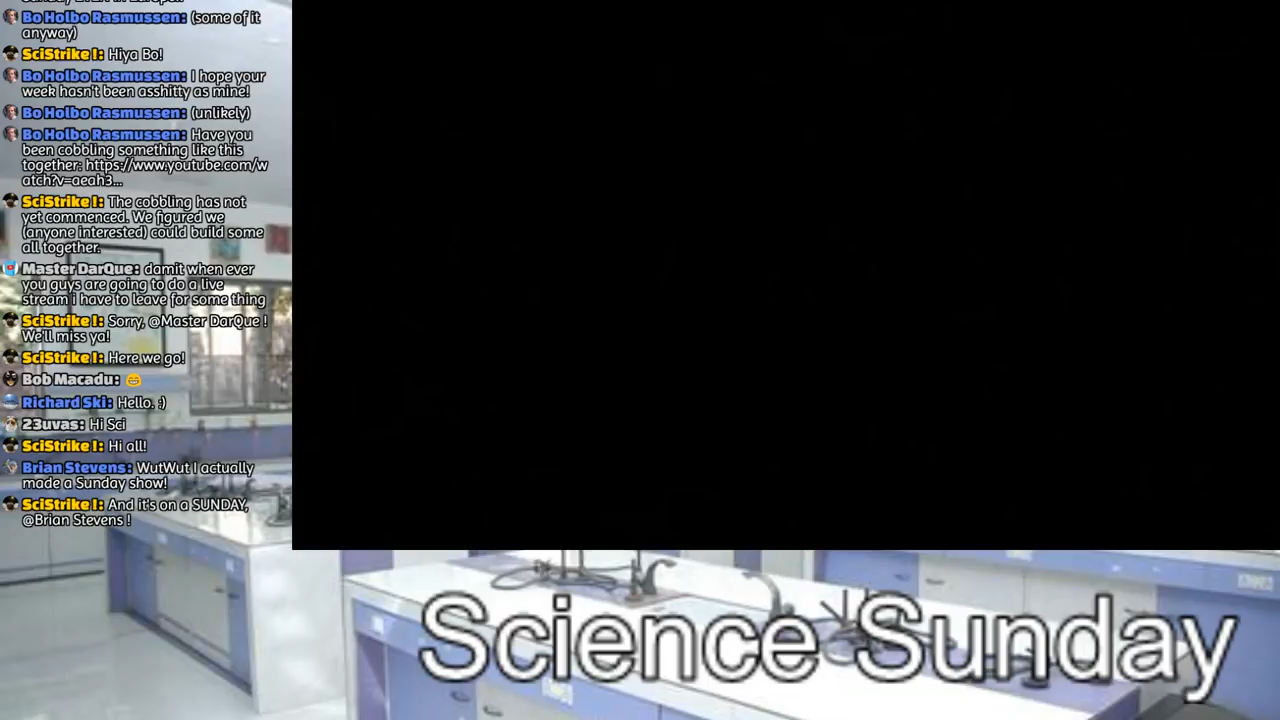 Bo Holbo Rasmussen: (some of it
anyway)
SciStrike !: Hiya Bo!
Bo Holbo Rasmussen: I hope your
week hasn't been asshitty as mine!
Bo Holbo Rasmussen: (unlikely)
Bo Holbo Rasmussen: Have you
been cobbling something like this
together: https://www.youtube.com/w
atch?v=aeah3...
SciStrike !: The cobbling has not
yet commenced. We figured we
(anyone interested) could build some
all together.
Master DarQue: damit when ever
you guys are going to do a live
stream i have to leave for some thing
SciStrike !: Sorry, @Master DarQue !
We'll miss ya!
SciStrike !: Here we go!
Bob Macadu: 😁
Richard Ski: Hello. :)
23uvas: Hi Sci
SciStrike !: Hi all!
Brian Stevens: WutWut I actually
made a Sunday show!
SciStrike !: And it's on a SUNDAY,
@Brian Stevens !
Science Sunday